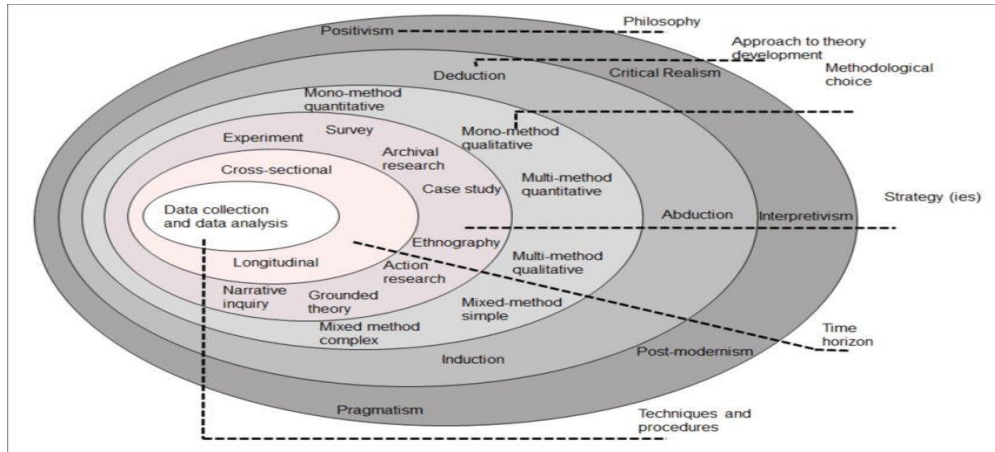 Positivism
Philosophy
Approach to theory
development
Deduction
Critical Realism
Methodological
choice
Mono-method
quantitative
Experiment
Survey
Mono-method
qualitative
Archival
research
Cross-sectional
Multi-method
quantitative
Case study
Strategy (ies)
Data collection
and data analysis
Abduction
Interpretivism
Ethnography
Longitudinal
Multi-method
qualitative
Action
research
Narrative
inquiry
Grounded
theory
Mixed-method
simple
Mixed method
complex
Time
horizon
Induction
Post-modernism
Pragmatism
Techniques and
procedures